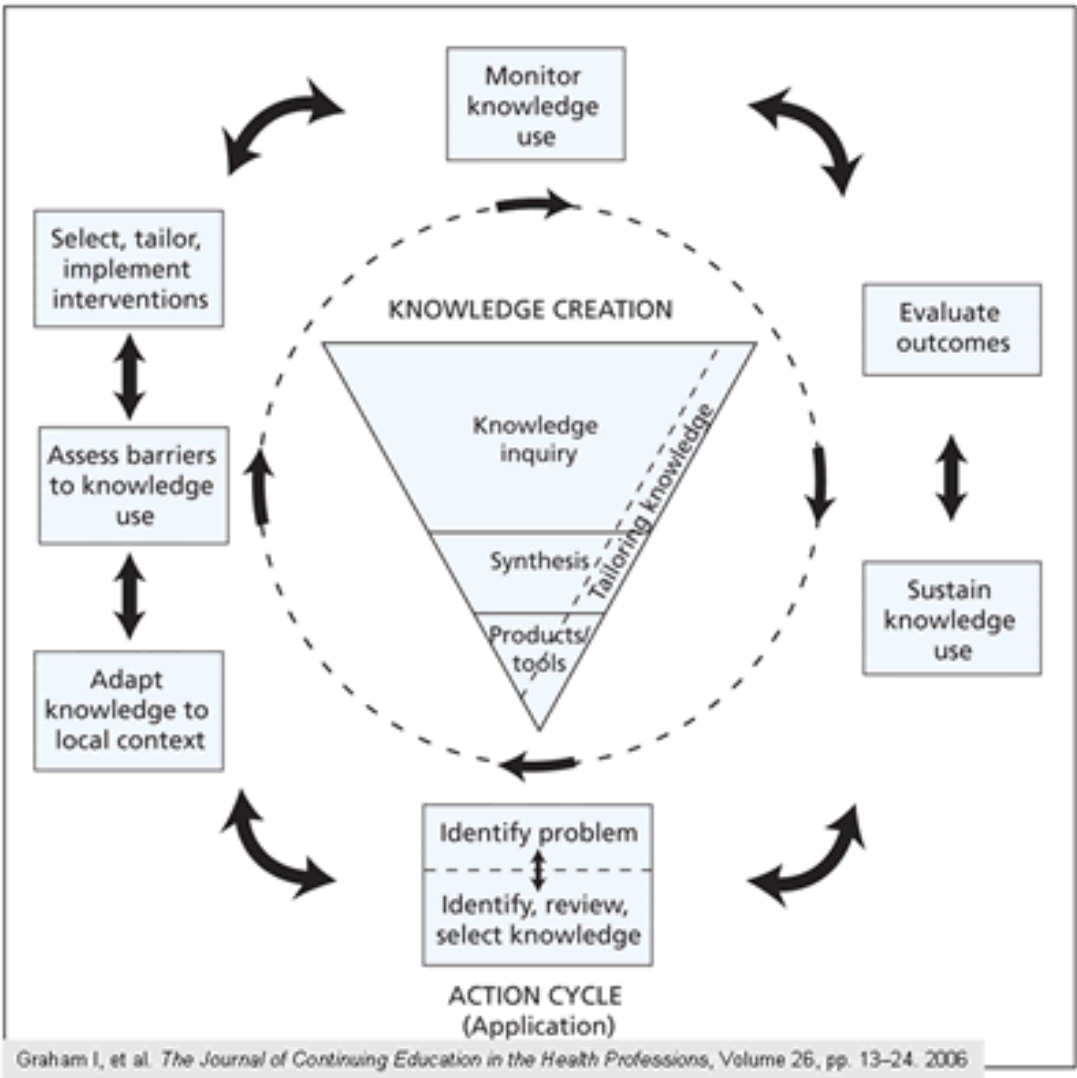 Monitor
knowledge
use
Select, tailor,
implement
interventions
KNOWLEDGE CREATION
Evaluate
outcomes
Knowledge
inquiry
Tailoring knowledge
Assess barriers
to knowledge
use
Synthesis
Sustain
knowledge
use
Products/
tools
Adapt
knowledge to
local context
Identify problem
Identify, review,
select knowledge
ACTION CYCLE
(Application)
Graham I, et al. The Journal of Continuing Education in the Health Professions, Volume 26, pp. 13–24. 2006